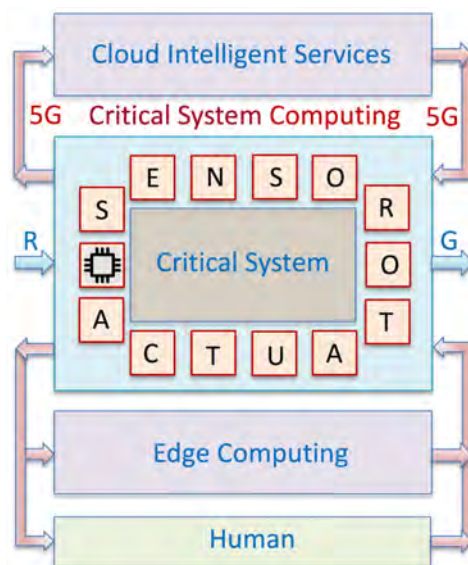 Cloud Intelligent Services
5G Critical System Computing 5G
E N S O
S R
R Critical System O G
A T
C T U A
Edge Computing
Human